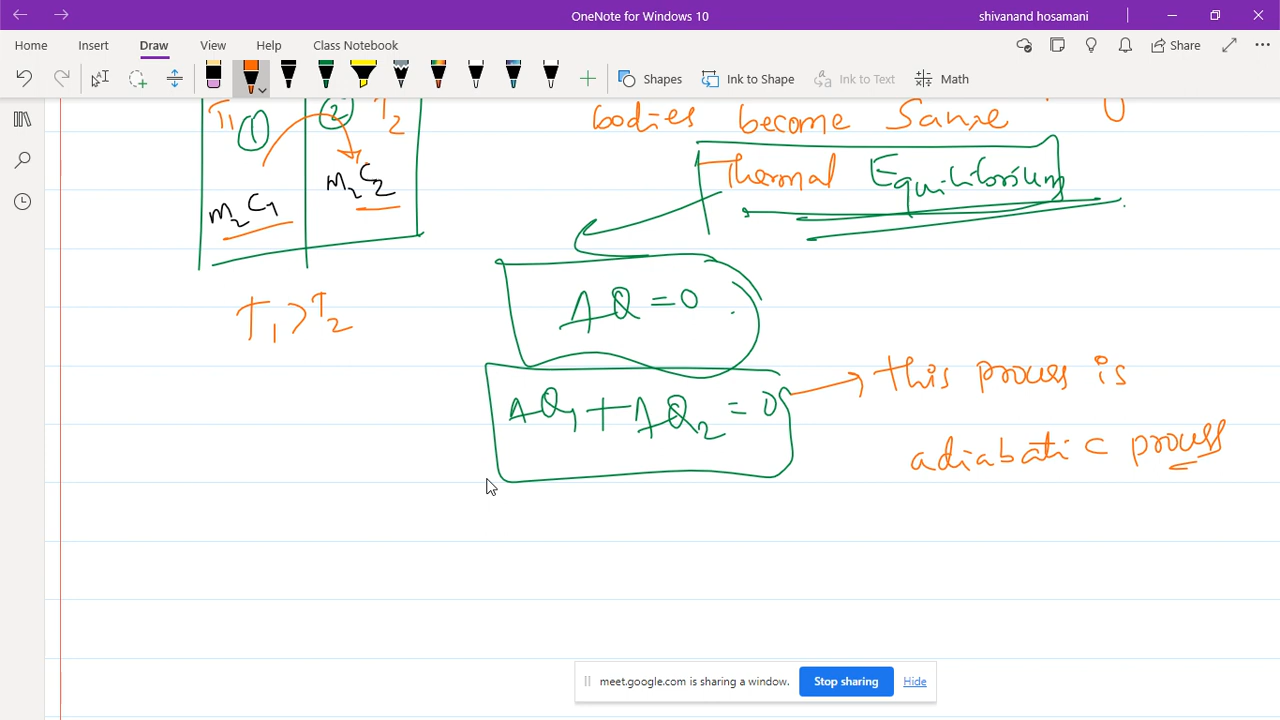 OneNote for Windows 10
shivanand hosamani
Home Insert Draw View Help Class Notebook
Share
Shapes
Ink to Shape
Ink to Text
Math
T1 ① ② T2
m2C1 m2C2
T1 > T2
bodies become Same
Thermal Equilibrium
ΔQ = 0
ΔQ1 + ΔQ2 = 0
this process is
adiabatic process
meet.google.com is sharing a window. Stop sharing Hide